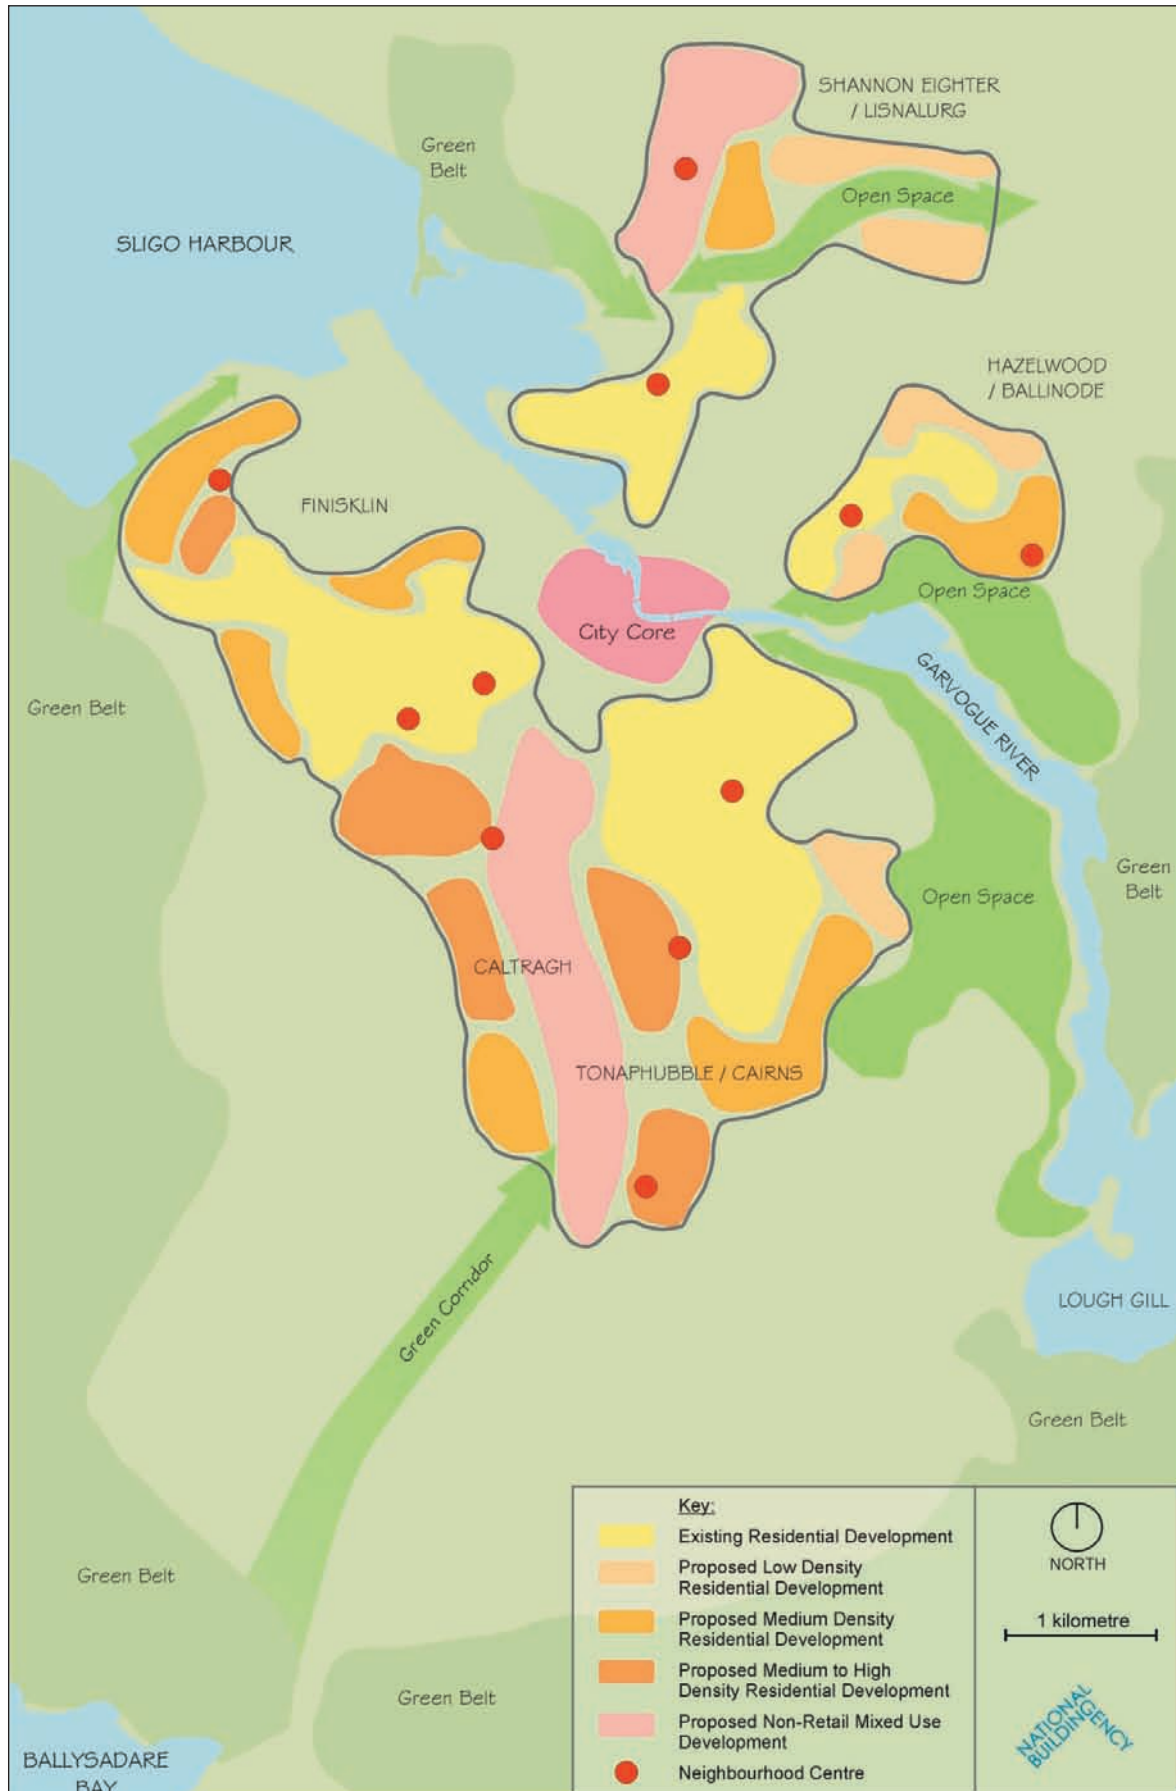 SHANNON EIGHTER
/ LISNALURG
Green
Belt
Open Space
SLIGO HARBOUR
HAZELWOOD
/ BALLINODE
FINISKLIN
Open Space
City Core
GARVOGUE RIVER
Green Belt
Green
Belt
Open Space
CALTRAGH
TONAPHUBBLE / CAIRNS
Green Corridor
LOUGH GILL
Green Belt
Green Belt
Green Belt
BALLYSADARE
BAY
Key:
Existing Residential Development
Proposed Low Density
Residential Development
Proposed Medium Density
Residential Development
Proposed Medium to High
Density Residential Development
Proposed Non-Retail Mixed Use
Development
Neighbourhood Centre
NORTH
1 kilometre
NATIONAL
BUILDINGENCY